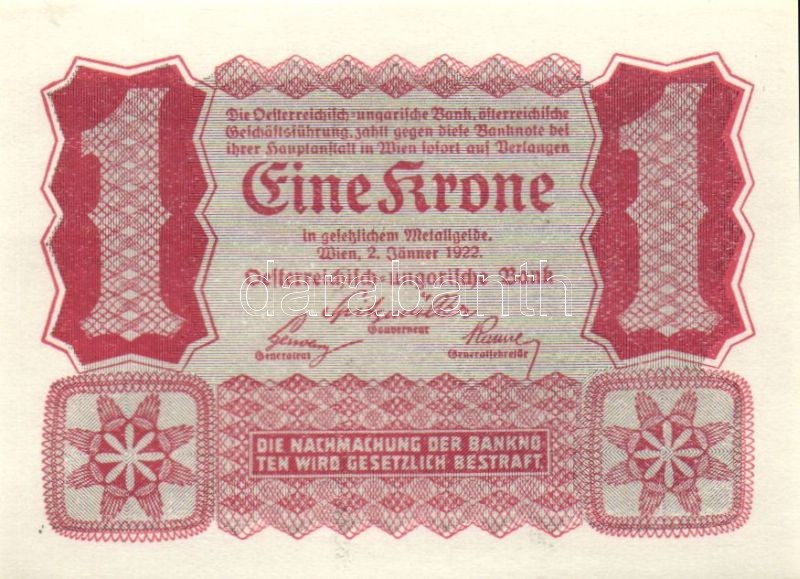 1 1
Die Oesterreichisch-ungarische Bank, österreichische
Geschäftsführung, zahlt gegen diese Banknote bei
ihrer Hauptanstalt in Wien sofort auf Verlangen
Eine Krone
in gesetzlichem Metallgelde.
Wien, 2. Jänner 1922.
Oesterreichisch-ungarische Bank
darabanth
Gouverneur
Generalrat Generalsekretär
DIE NACHMACHUNG DER BANKNO
TEN WIRD GESETZLICH BESTRAFT.